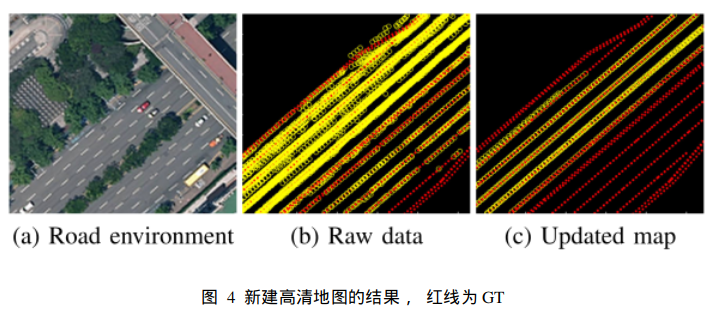 (a) Road environment (b) Raw data (c) Updated map
图 4 新建高清地图的结果， 红线为 GT